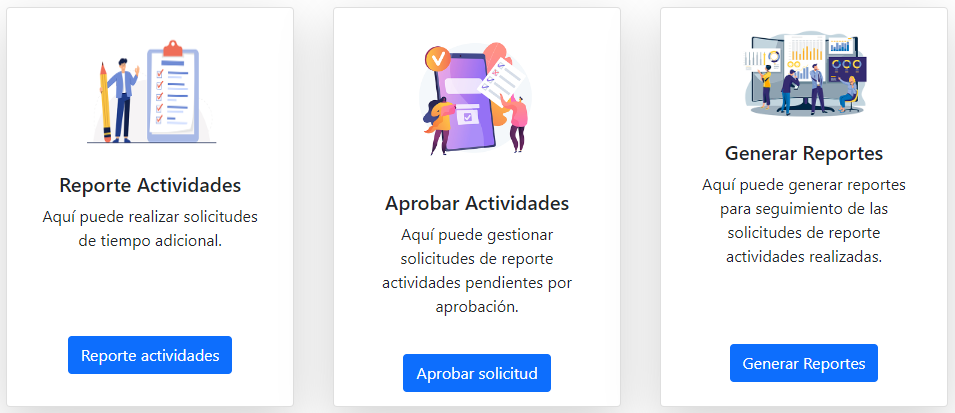 Reporte Actividades
Aquí puede realizar solicitudes
de tiempo adicional.
Reporte actividades
Aprobar Actividades
Aquí puede gestionar
solicitudes de reporte
actividades pendientes por
aprobación.
Aprobar solicitud
Generar Reportes
Aquí puede generar reportes
para seguimiento de las
solicitudes de reporte
actividades realizadas.
Generar Reportes